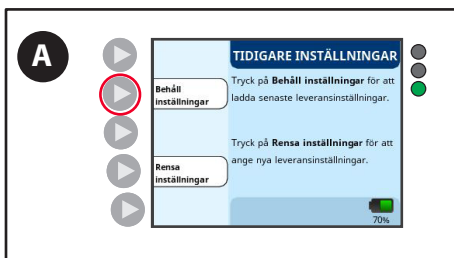 A
TIDIGARE INSTÄLLNINGAR
Behåll
inställningar
Tryck på Behåll inställningar för att
ladda senaste leveransinställningar.
Tryck på Rensa inställningar för att
ange nya leveransinställningar.
Rensa
inställningar
70%